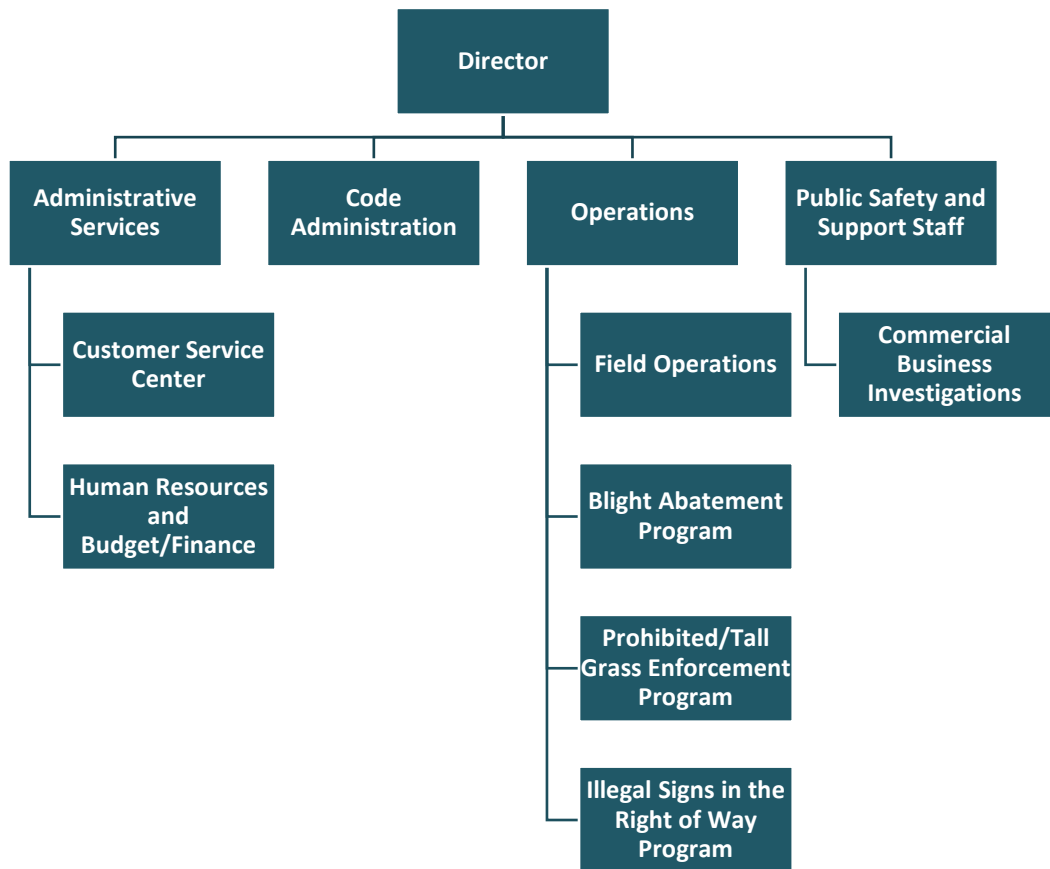 Director
Administrative
Services
Code
Administration
Operations
Public Safety and
Support Staff
Customer Service
Center
Field Operations
Commercial
Business
Investigations
Human Resources
and
Budget/Finance
Blight Abatement
Program
Prohibited/Tall
Grass Enforcement
Program
Illegal Signs in the
Right of Way
Program